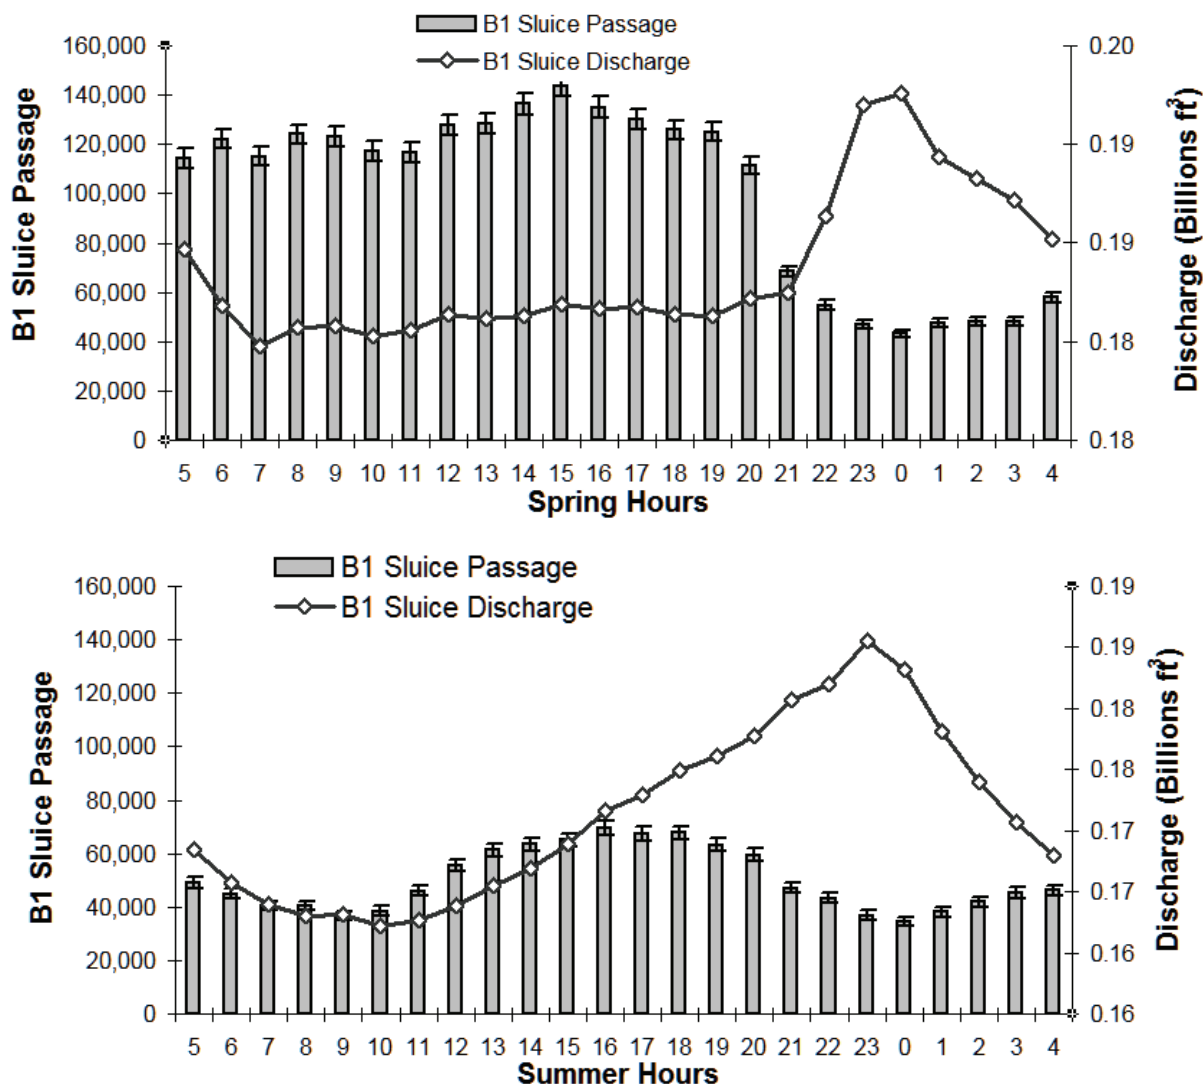 B1 Sluice Passage
B1 Sluice Discharge
160,000
140,000
120,000
100,000
80,000
60,000
40,000
20,000
0
B1 Sluice Passage
0.20
0.19
0.19
0.18
0.18
Discharge (Billions ft3)
5 6 7 8 9 10 11 12 13 14 15 16 17 18 19 20 21 22 23 0 1 2 3 4
Spring Hours
B1 Sluice Passage
B1 Sluice Discharge
160,000
140,000
120,000
100,000
80,000
60,000
40,000
20,000
0
B1 Sluice Passage
0.19
0.19
0.18
0.18
0.17
0.17
0.16
0.16
Discharge (Billions ft3)
5 6 7 8 9 10 11 12 13 14 15 16 17 18 19 20 21 22 23 0 1 2 3 4
Summer Hours